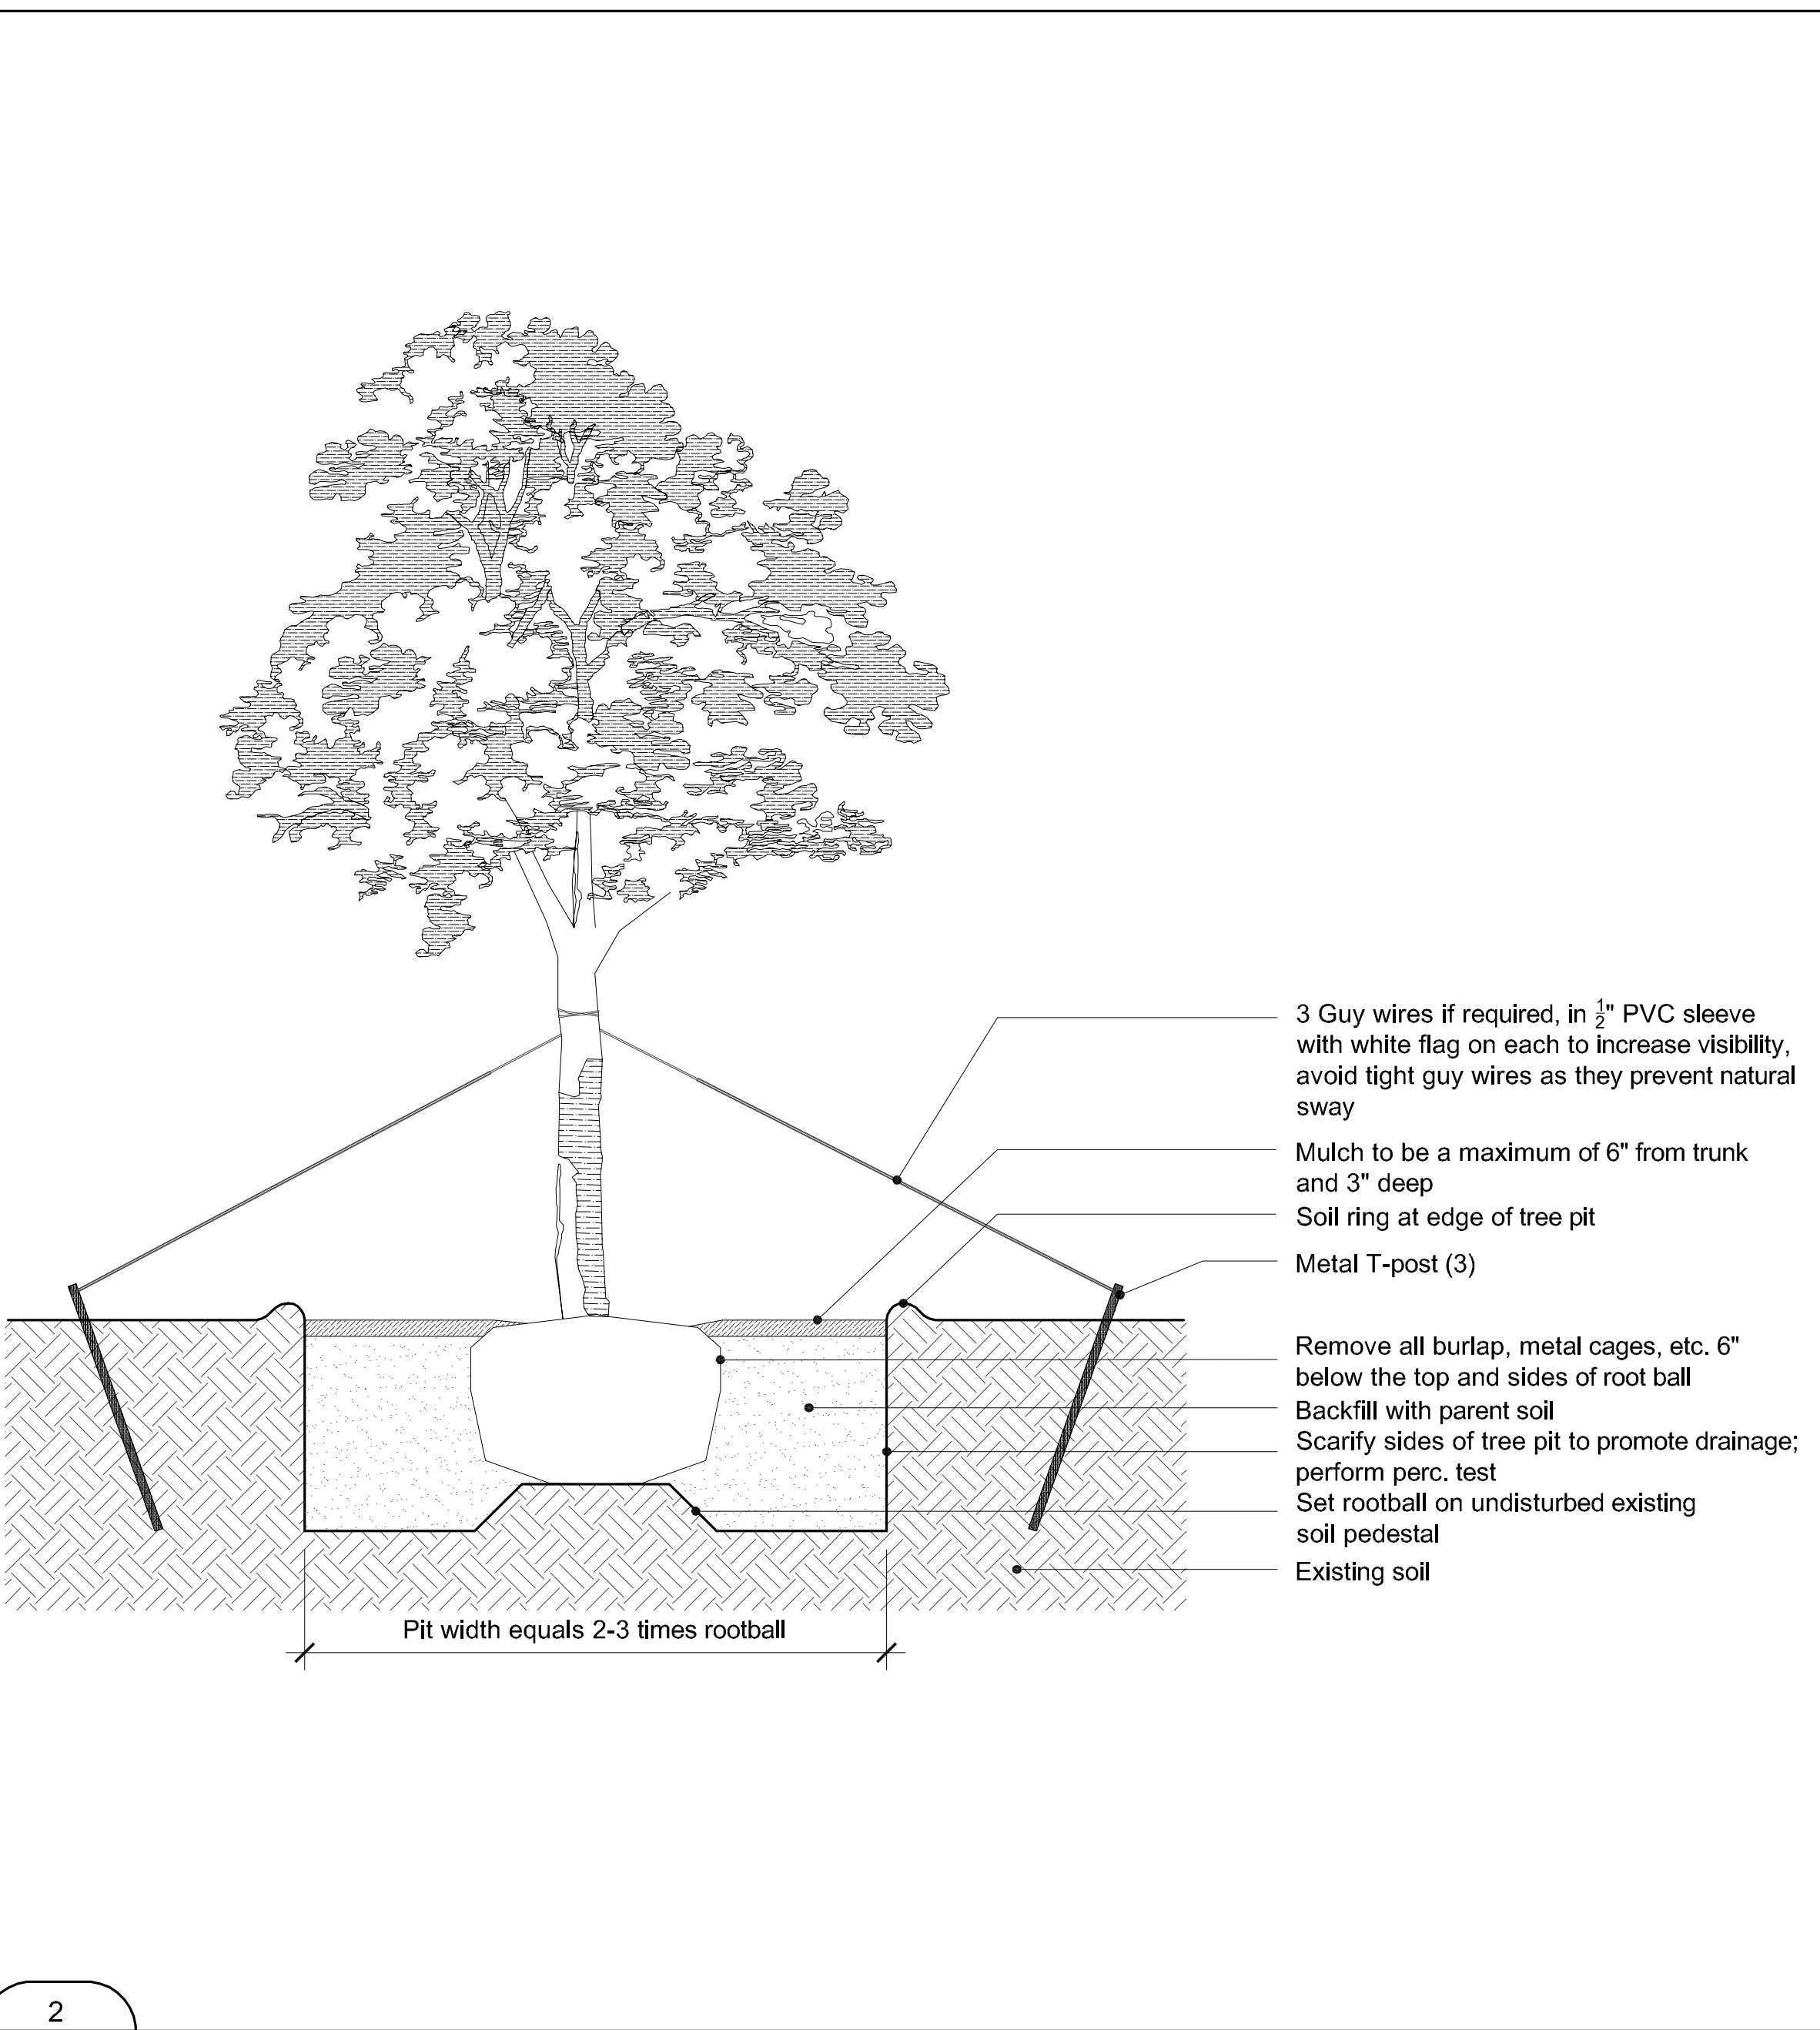 3 Guy wires if required, in 1/2" PVC sleeve
with white flag on each to increase visibility,
avoid tight guy wires as they prevent natural
sway
Mulch to be a maximum of 6" from trunk
and 3" deep
Soil ring at edge of tree pit
Metal T-post (3)
Remove all burlap, metal cages, etc. 6"
below the top and sides of root ball
Backfill with parent soil
Scarify sides of tree pit to promote drainage;
perform perc. test
Set rootball on undisturbed existing
soil pedestal
Existing soil
Pit width equals 2-3 times rootball
2